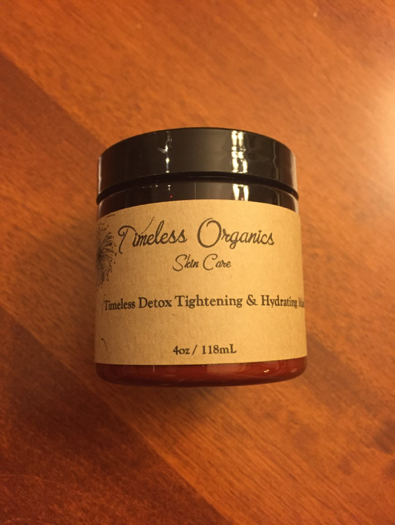 Timeless Organics
Skin Care
Timeless Detox Tightening & Hydrating
4oz / 118mL